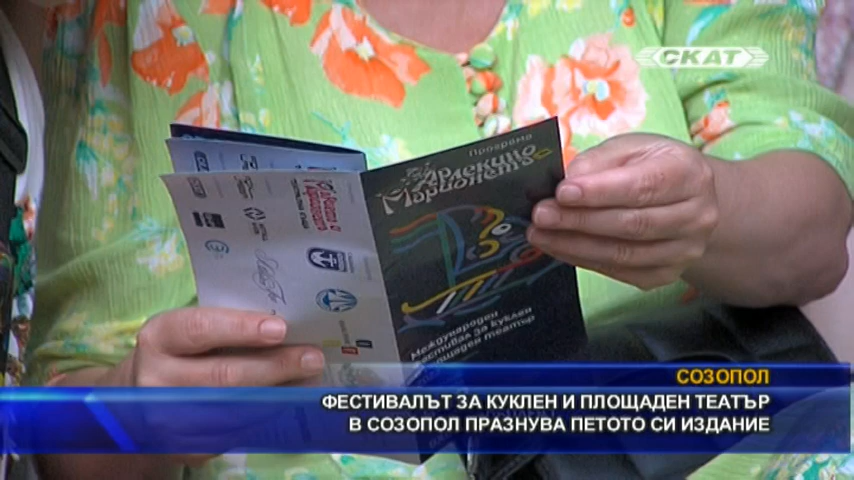 СКАТ
Програма
Арлекино
Марионета
Международен
фестивал за куклен
площаден театър
СОЗОПОЛ
ФЕСТИВАЛЪТ ЗА КУКЛЕН И ПЛОЩАДЕН ТЕАТЪР
В СОЗОПОЛ ПРАЗНУВА ПЕТОТО СИ ИЗДАНИЕ